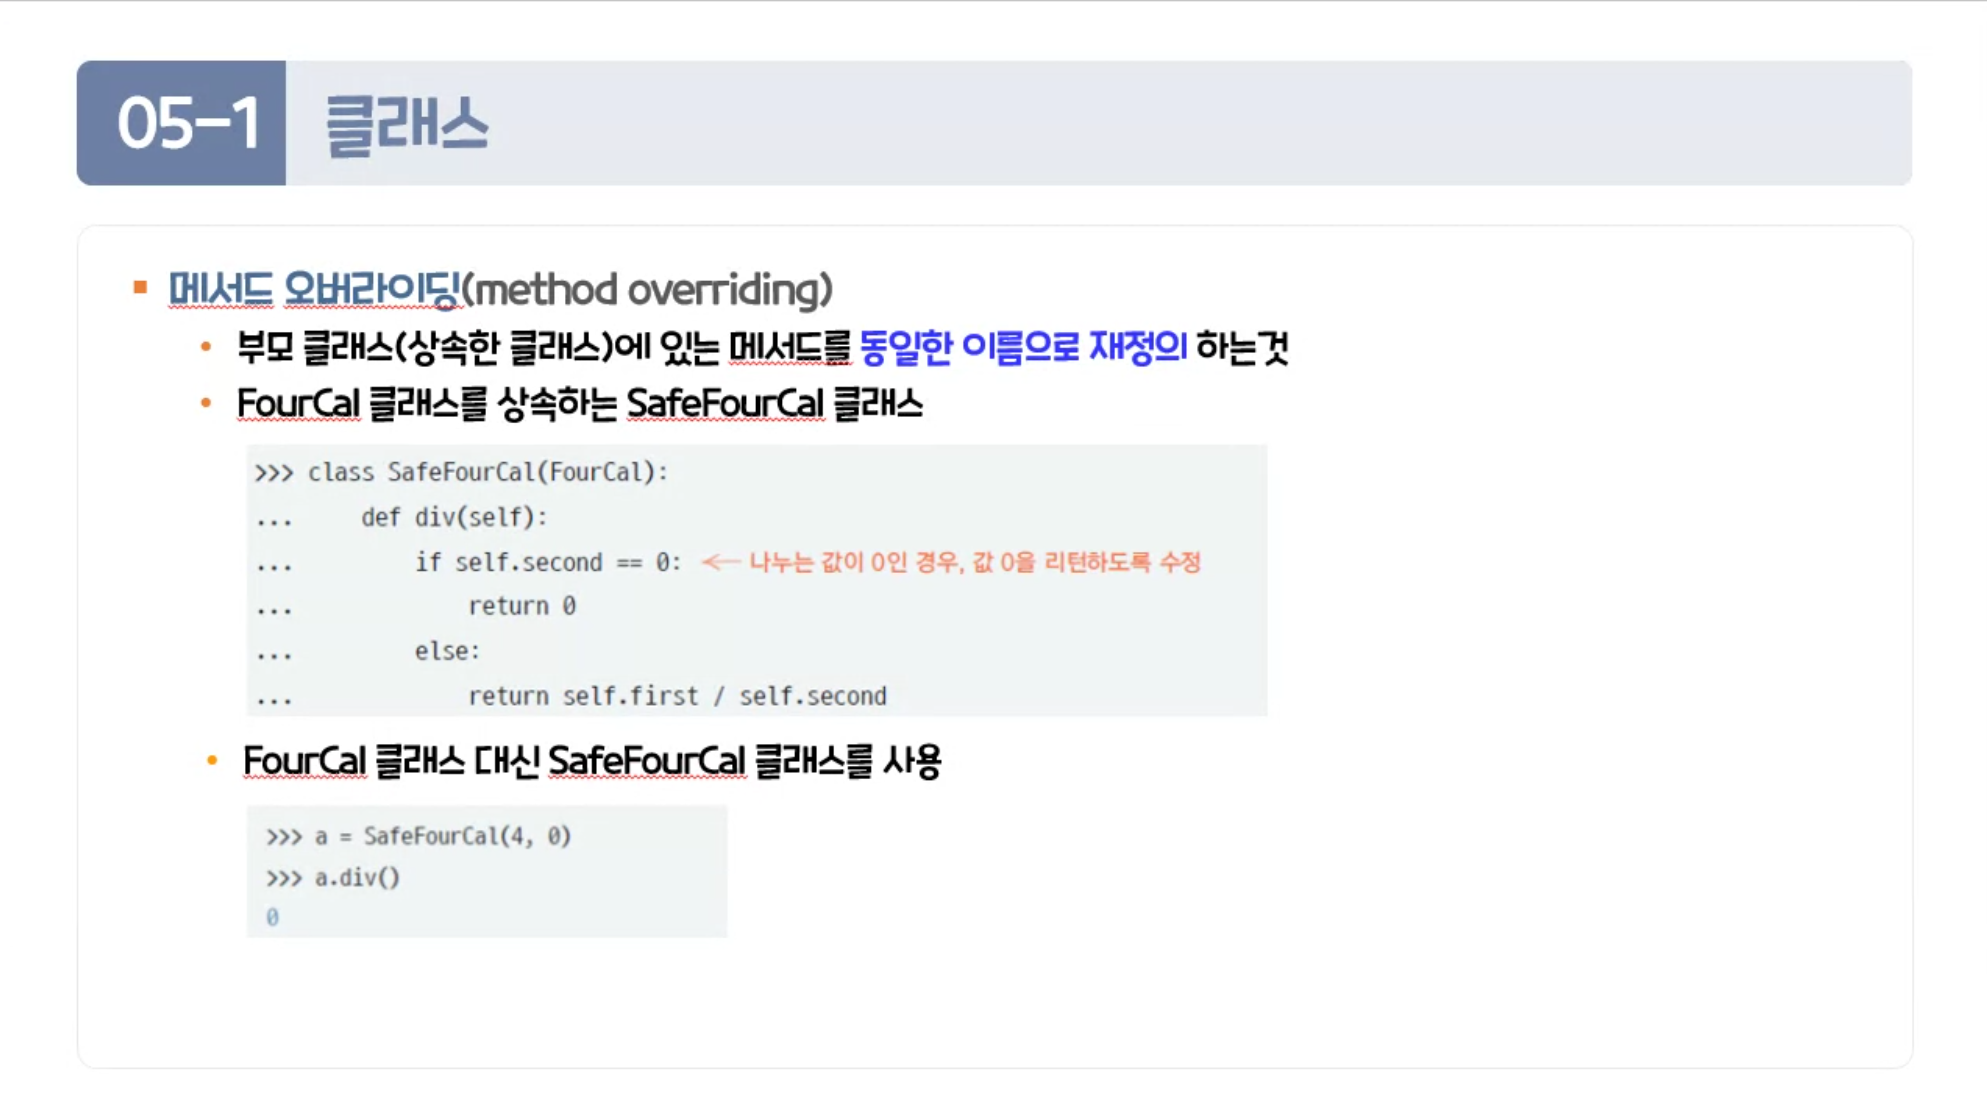 05-1 클래스
메서드 오버라이딩(method overriding)
부모 클래스(상속한 클래스)에 있는 메서드를 동일한 이름으로 재정의 하는것
FourCal 클래스를 상속하는 SafeFourCal 클래스
>>> class SafeFourCal(FourCal):
...     def div(self):
...         if self.second == 0: <— 나누는 값이 0인 경우, 값 0을 리턴하도록 수정
...             return 0
...         else:
...             return self.first / self.second
FourCal 클래스 대신 SafeFourCal 클래스를 사용
>>> a = SafeFourCal(4, 0)
>>> a.div()
0